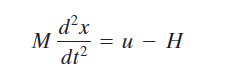 M d²x/dt² = u − H